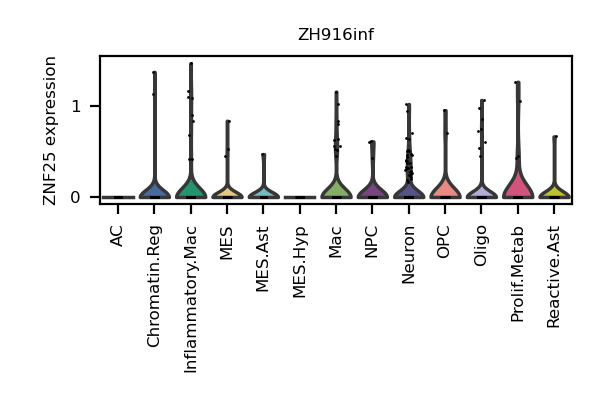 ZH916inf
ZNF25 expression
1
0
AC
Chromatin.Reg
Inflammatory.Mac
MES
MES.Ast
MES.Hyp
Mac
NPC
Neuron
OPC
Oligo
Prolif.Metab
Reactive.Ast